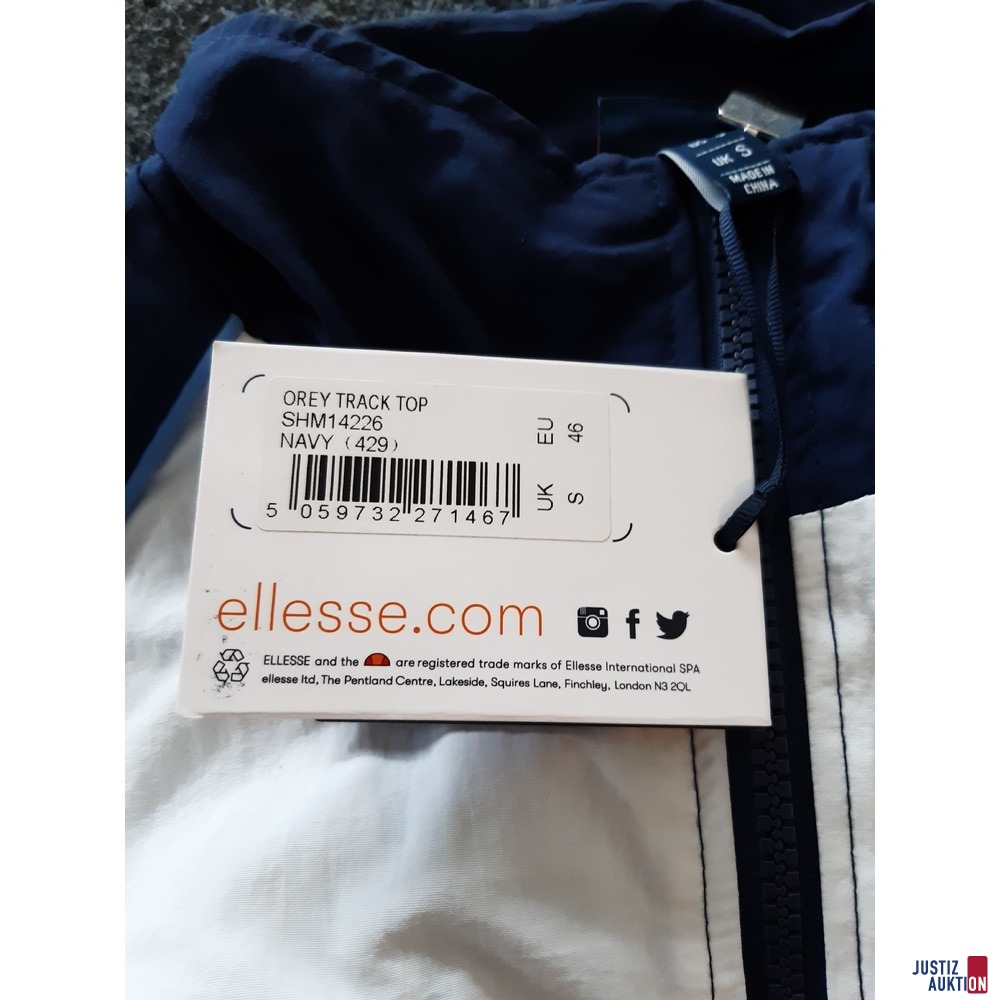 UK S
MADE IN
CHINA
OREY TRACK TOP
SHM14226
NAVY (429)
EU 46
UK S
5 059732 271467
ellesse.com
ELLESSE and the are registered trade marks of Ellesse International SPA
ellesse ltd, The Pentland Centre, Lakeside, Squires Lane, Finchley, London N3 2QL
JUSTIZ
AUKTION